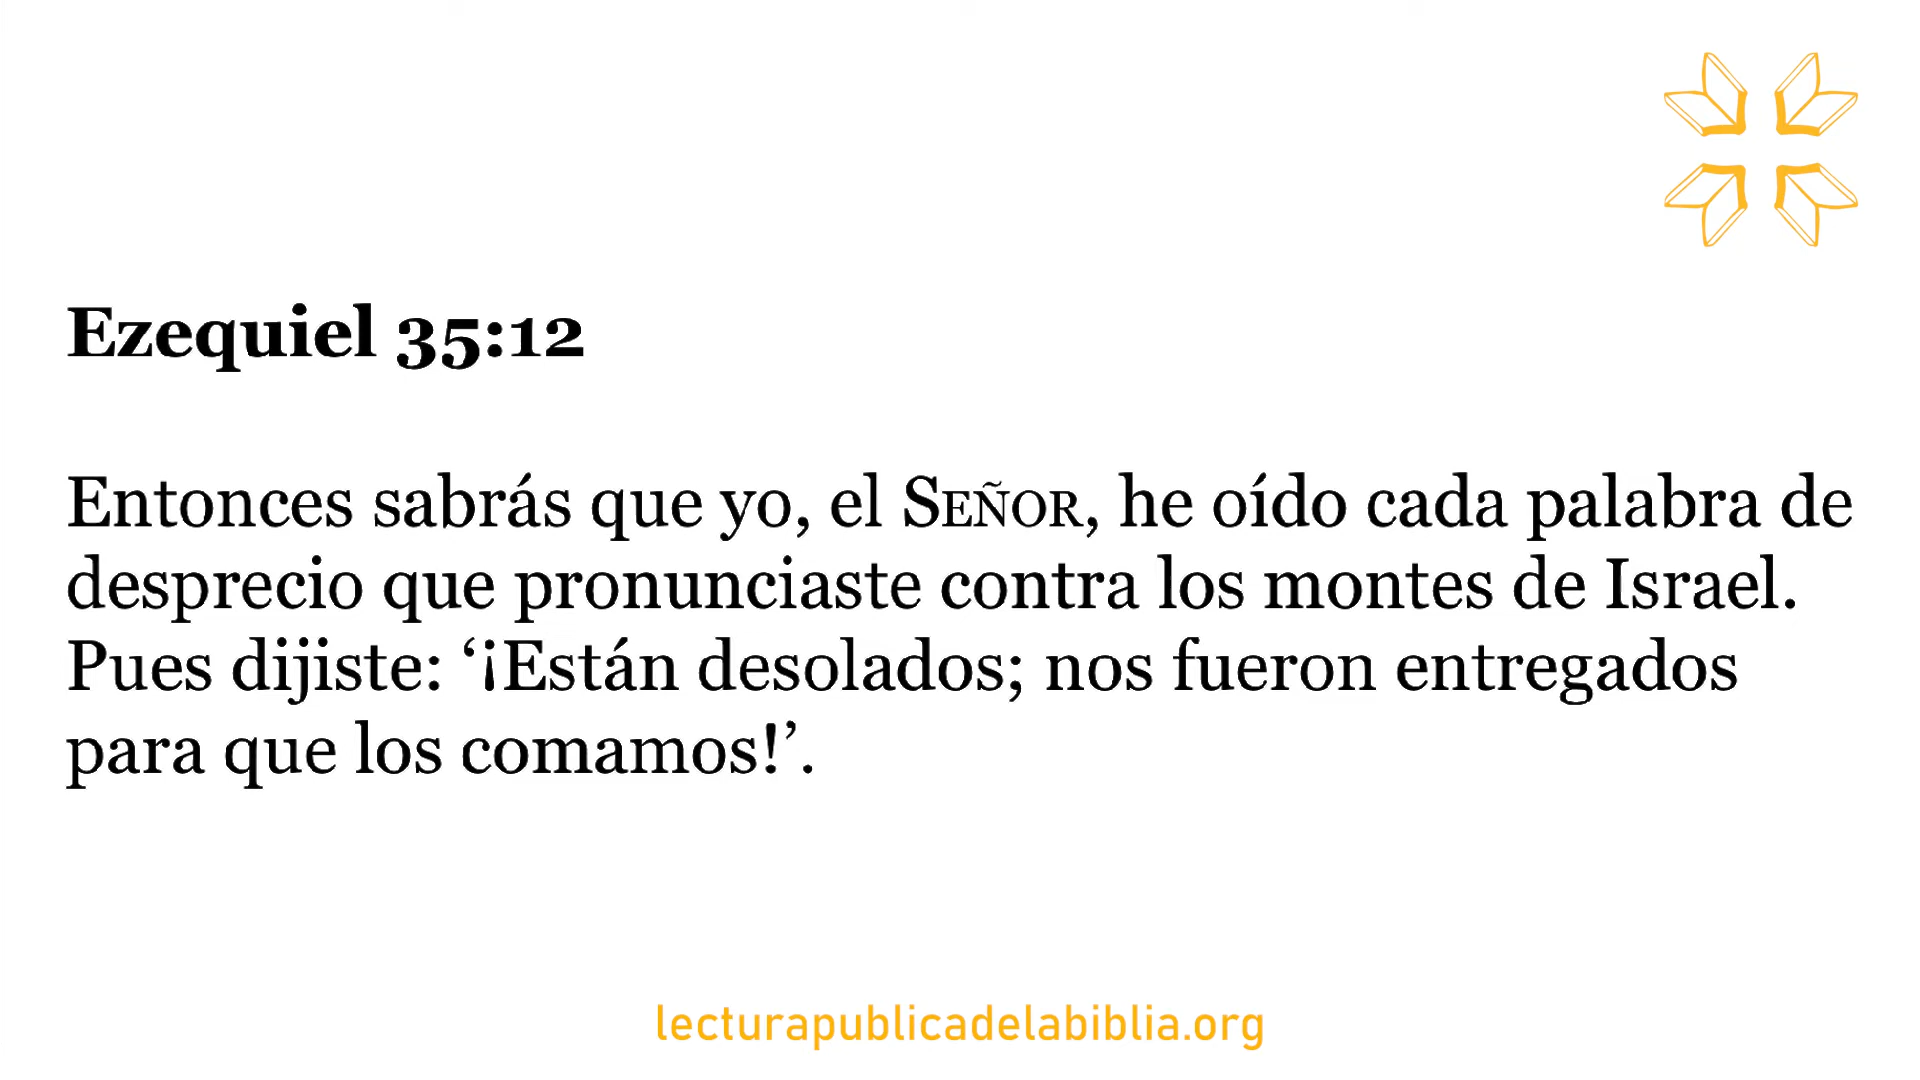 Ezequiel 35:12
Entonces sabrás que yo, el SEÑOR, he oído cada palabra de
desprecio que pronunciaste contra los montes de Israel.
Pues dijiste: ‘¡Están desolados; nos fueron entregados
para que los comamos!’.
lecturapublicadelabiblia.org